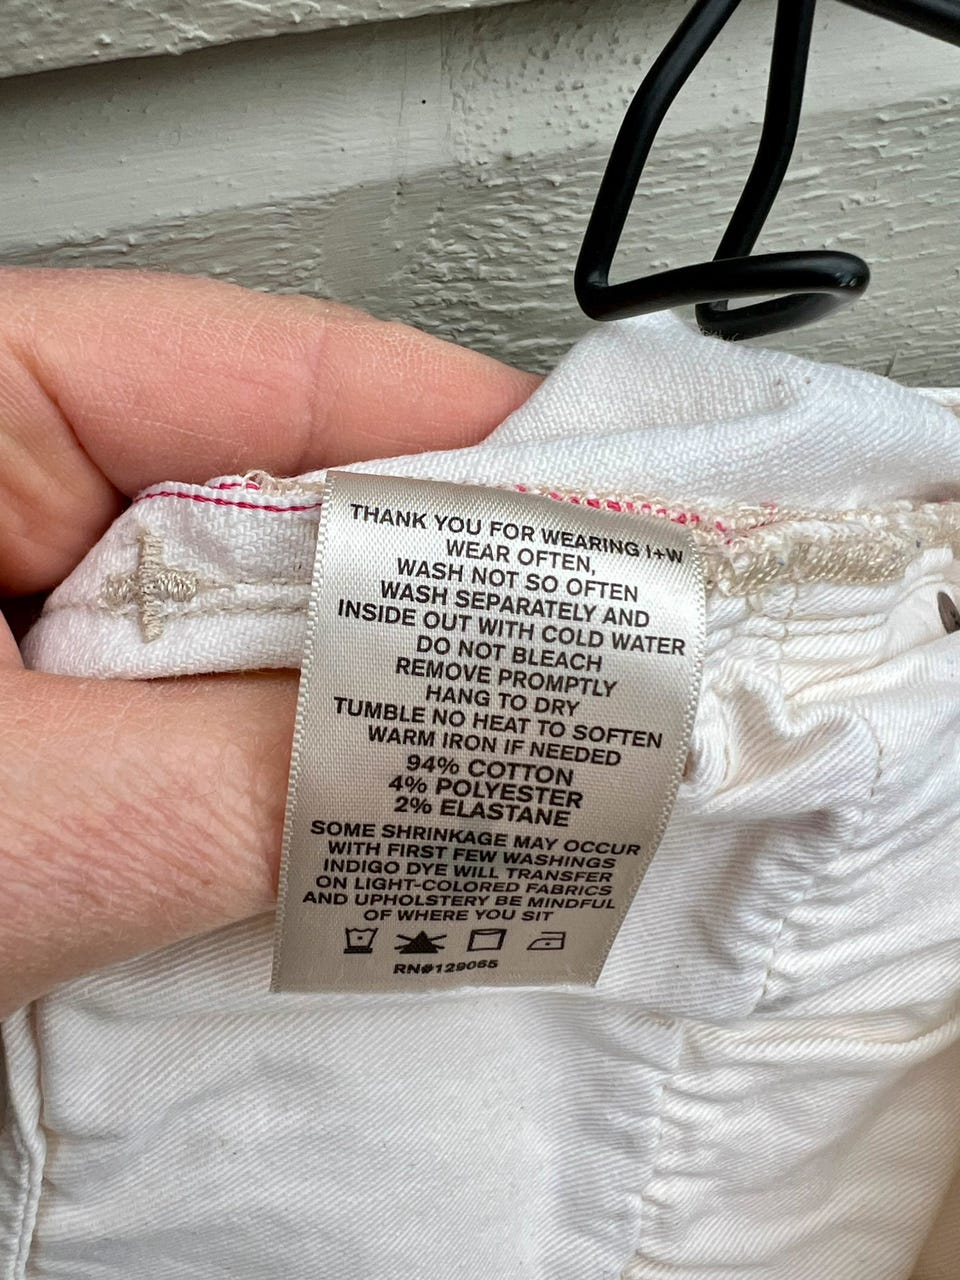 THANK YOU FOR WEARING I+W
WEAR OFTEN,
WASH NOT SO OFTEN
WASH SEPARATELY AND
INSIDE OUT WITH COLD WATER
DO NOT BLEACH
REMOVE PROMPTLY
HANG TO DRY
TUMBLE NO HEAT TO SOFTEN
WARM IRON IF NEEDED
94% COTTON
4% POLYESTER
2% ELASTANE
SOME SHRINKAGE MAY OCCUR
WITH FIRST FEW WASHINGS
INDIGO DYE WILL TRANSFER
ON LIGHT-COLORED FABRICS
AND UPHOLSTERY BE MINDFUL
OF WHERE YOU SIT
RN#129065